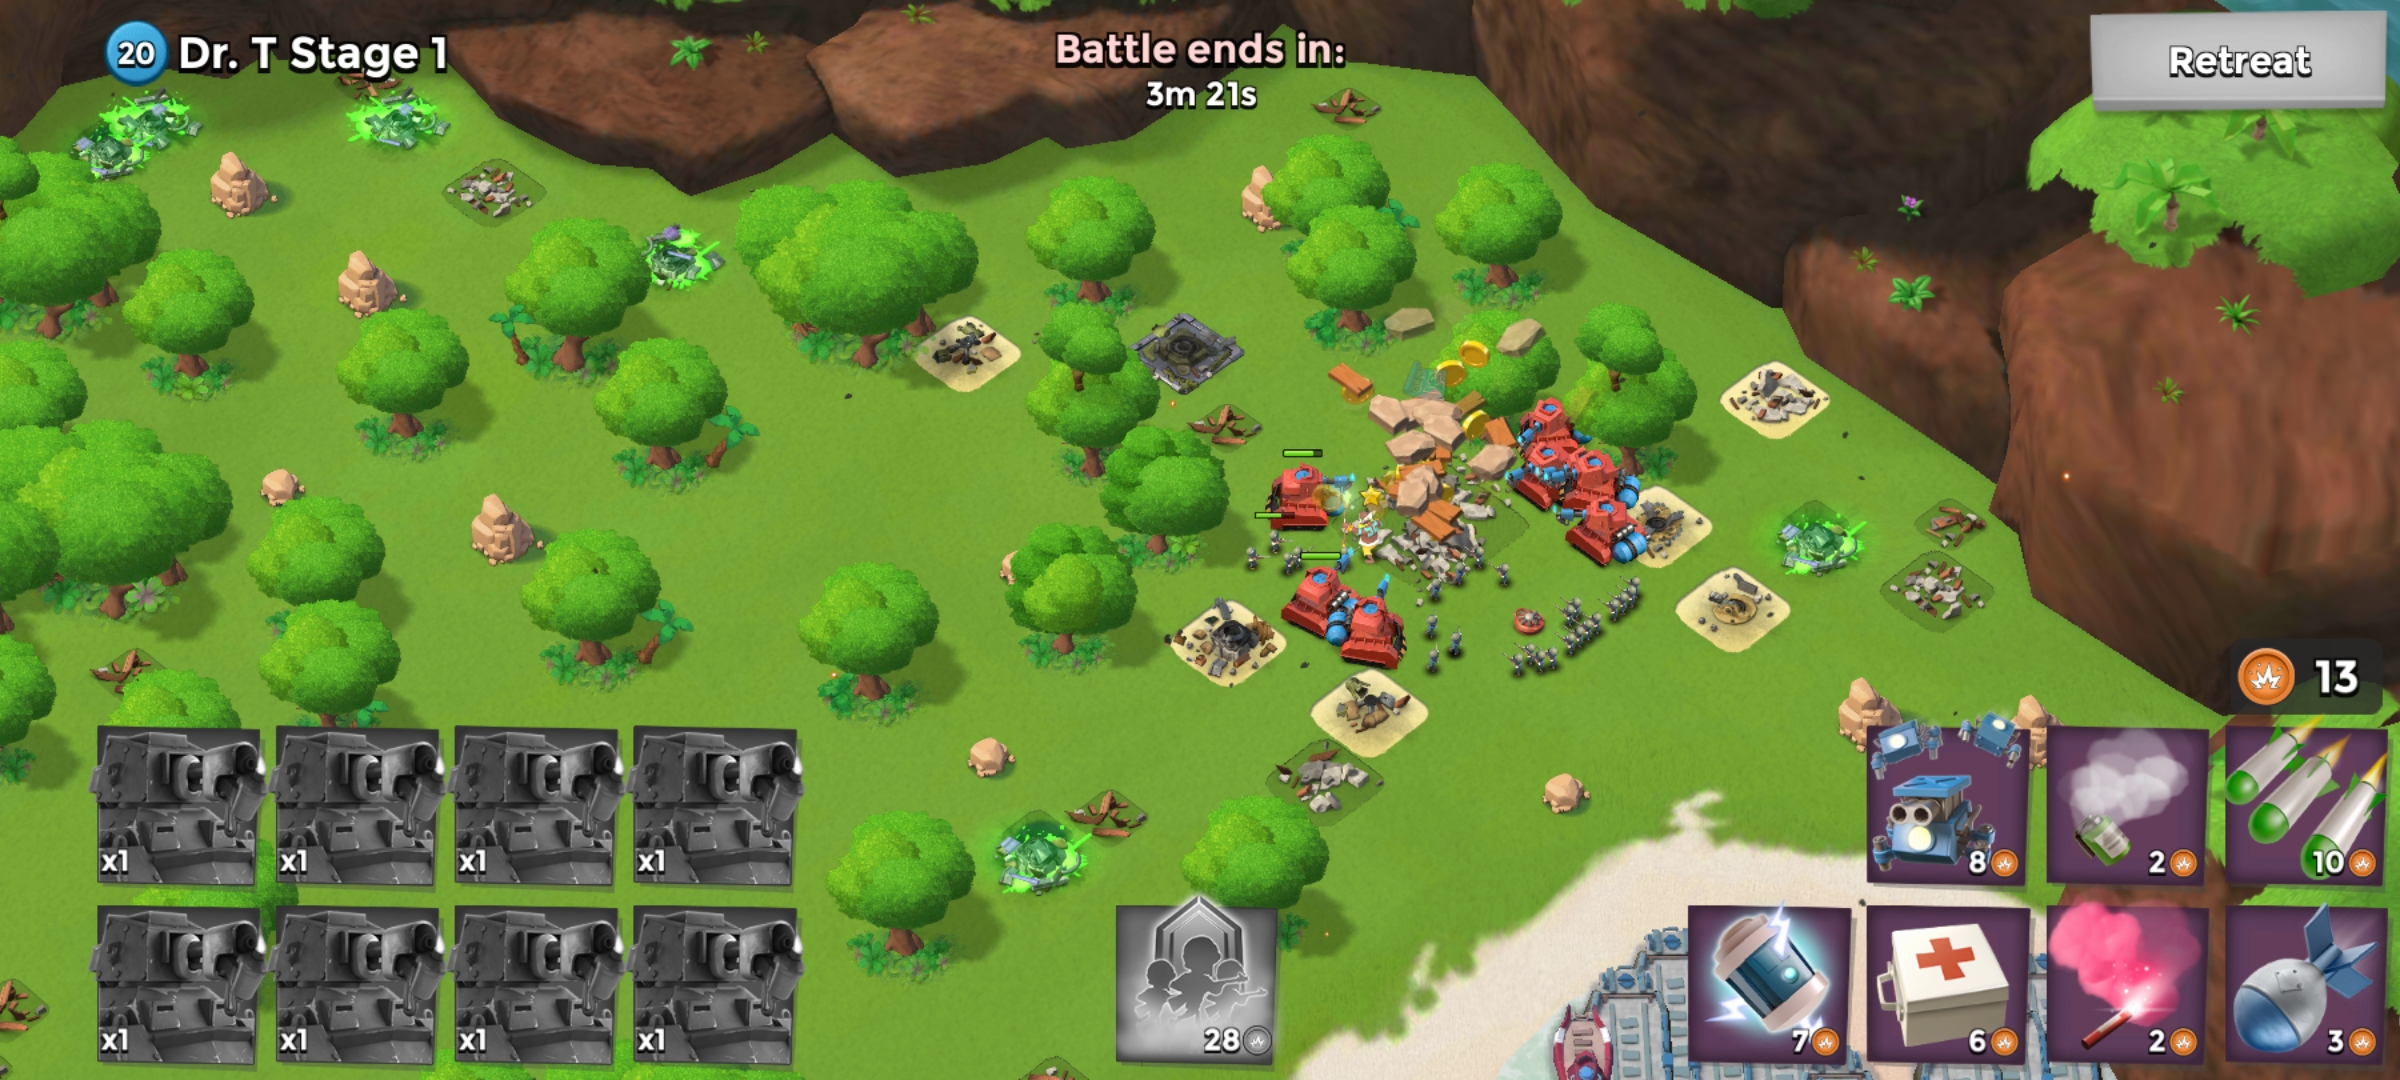 20 Dr. T Stage 1
Battle ends in:
3m 21s
Retreat
13
x1 x1 x1 x1
8 2 10
x1 x1 x1 x1
28
7 6 2 3